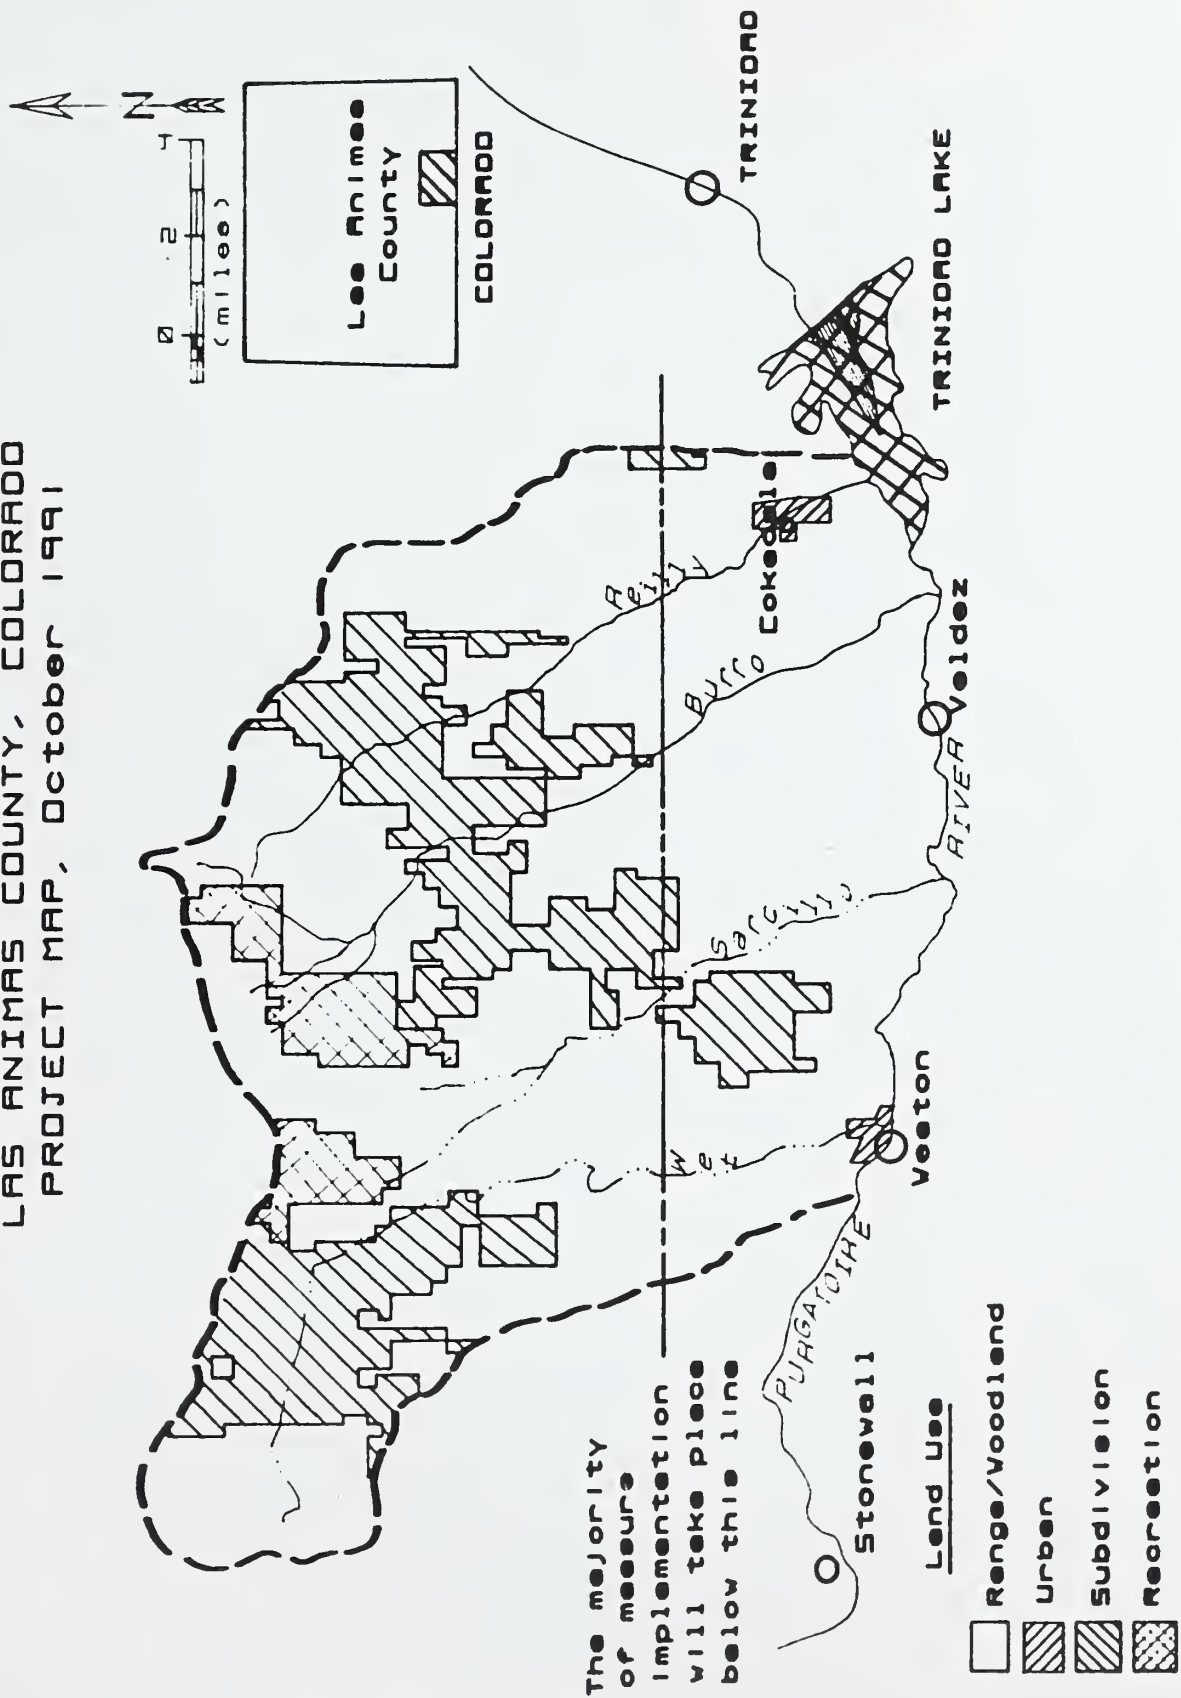 LAS ANIMAS COUNTY, COLORADO
PROJECT MAP, October 1991
N
0 2 4
(miles)
Las Animas
County
COLORADO
TRINIDAD
TRINIDAD LAKE
Cokedale
Reilly
Burro
Sarcillo
Wet
Valdez
RIVER
Weston
PURGATOIRE
Stonewall
The majority
of measure
implementation
will take place
below this line
Land Use
Range/Woodland
Urban
Subdivision
Recreation